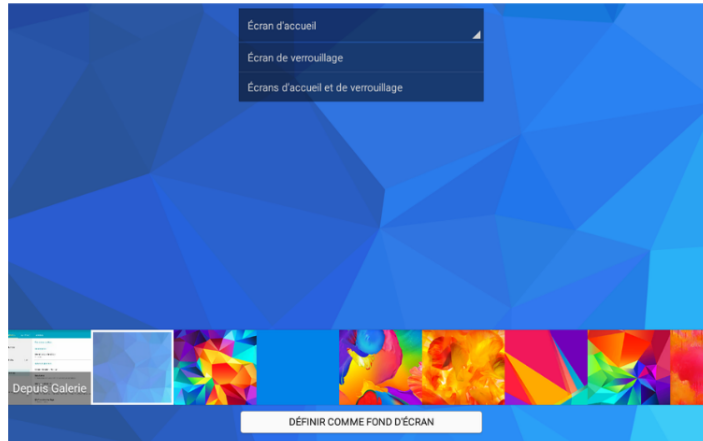 Écran d'accueil
Écran de verrouillage
Écrans d'accueil et de verrouillage
Depuis Galerie
DÉFINIR COMME FOND D'ÉCRAN